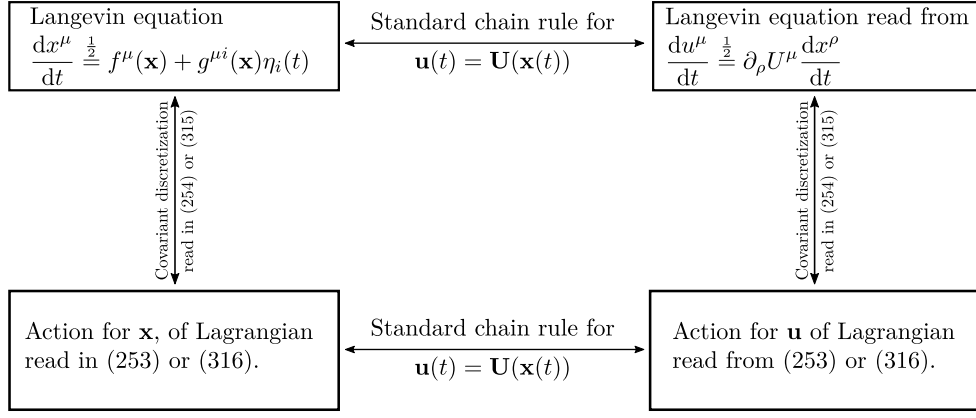 Langevin equation
dx^μ/dt =^{1/2} f^μ(x) + g^{μi}(x)η_i(t)
Standard chain rule for
u(t) = U(x(t))
Langevin equation read from
du^μ/dt =^{1/2} ∂_ρU^μ dx^ρ/dt
Covariant discretization
read in (254) or (315)
Covariant discretization
read in (254) or (315)
Action for x, of Lagrangian
read in (253) or (316).
Standard chain rule for
u(t) = U(x(t))
Action for u of Lagrangian
read from (253) or (316).